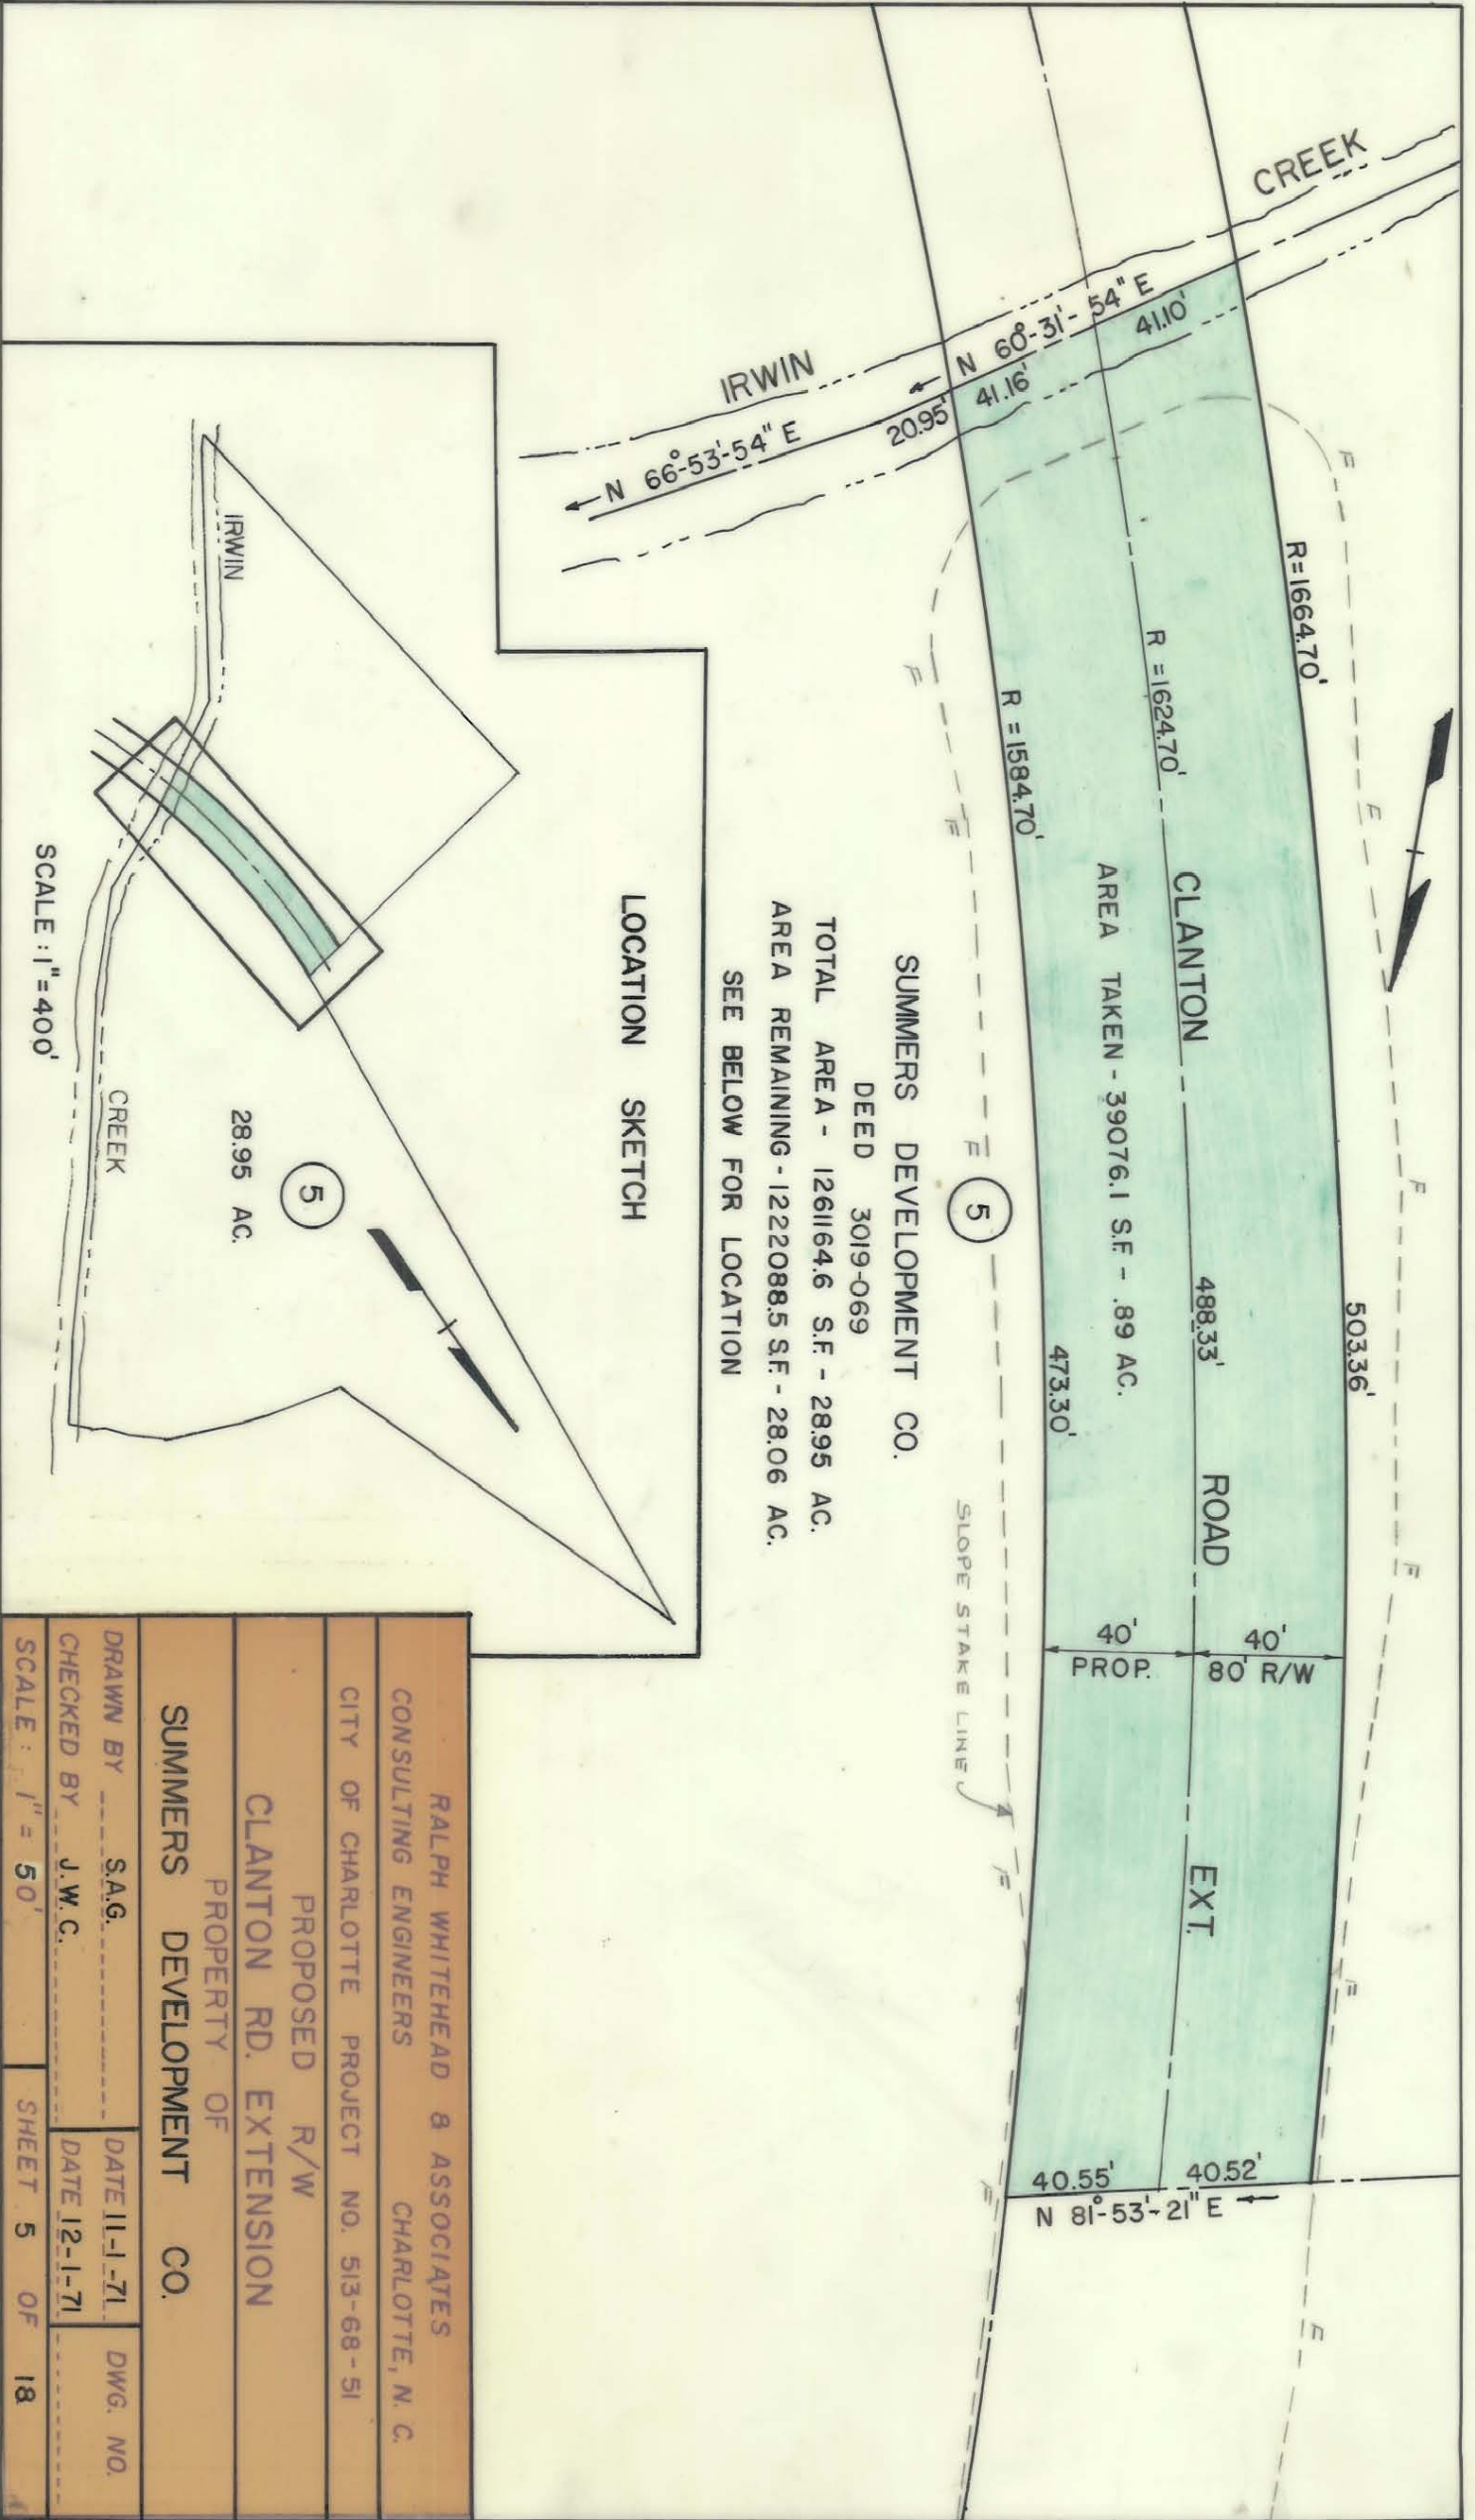 CREEK
IRWIN
N 60°-31'-54" E
41.10'
41.16'
20.95'
N 66°-53'-54" E
R=1664.70'
R =1624.70'
R =1584.70'
CLANTON ROAD EXT.
AREA TAKEN - 39076.1 S.F. - .89 AC.
503.36'
488.33'
473.30'
40'
40'
PROP. 80' R/W
40.55' 40.52'
N 81°-53'-21" E
F
F
F
F
F
F
F
F
F
F
F
F
F
5
SLOPE STAKE LINE
SUMMERS DEVELOPMENT CO.
DEED 3019-069
TOTAL AREA - 1261164.6 S.F. - 28.95 AC.
AREA REMAINING - 1222088.5 S.F. - 28.06 AC.
SEE BELOW FOR LOCATION
LOCATION SKETCH
IRWIN
CREEK
5
28.95 AC.
SCALE : 1"=400'
RALPH WHITEHEAD & ASSOCIATES
CONSULTING ENGINEERS CHARLOTTE, N. C.
CITY OF CHARLOTTE PROJECT NO. 513-68-51
PROPOSED R/W
CLANTON RD. EXTENSION
PROPERTY OF
SUMMERS DEVELOPMENT CO.
DRAWN BY S.A.G. DATE 11-1-71 DWG. NO.
CHECKED BY J.W.C. DATE 12-1-71
SCALE : 1" = 50' SHEET 5 OF 18